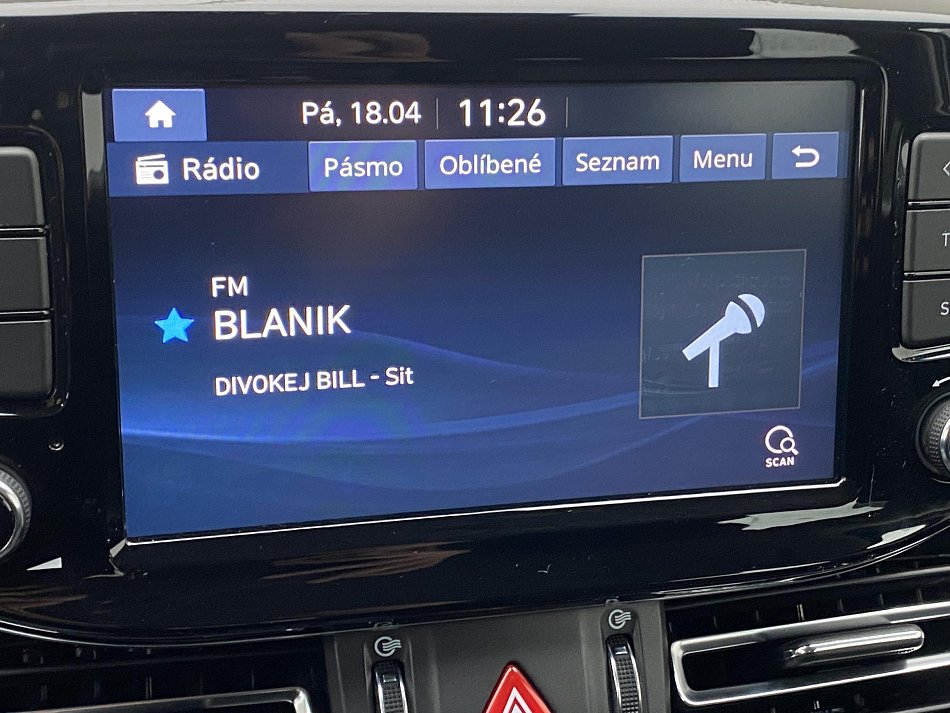 Pá, 18.04 11:26
Rádio Pásmo Oblíbené Seznam Menu
FM
BLANIK
DIVOKEJ BILL - Sit
SCAN